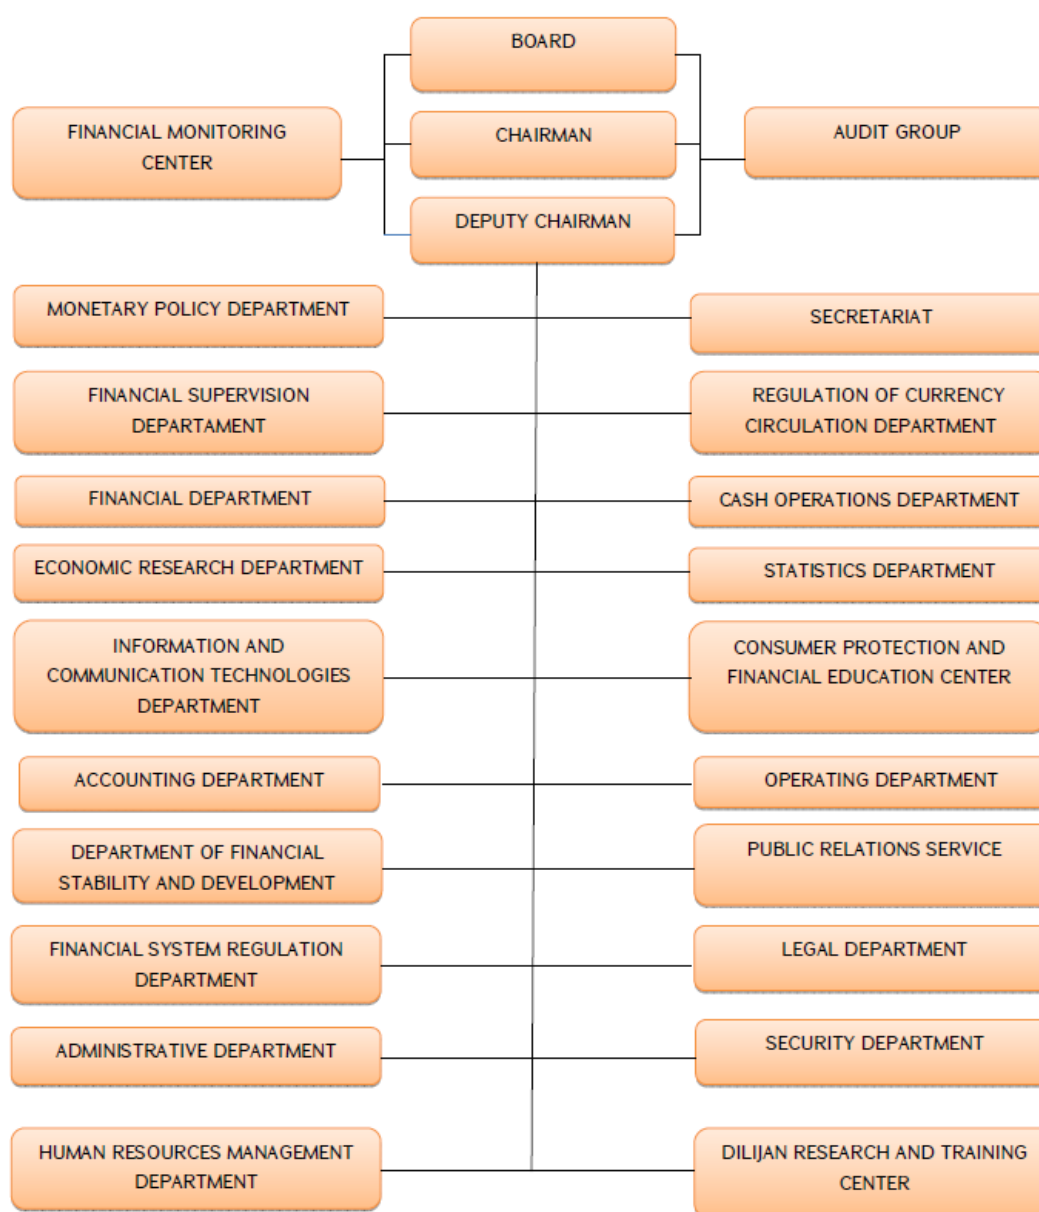 BOARD
FINANCIAL MONITORING
CENTER
CHAIRMAN
AUDIT GROUP
DEPUTY CHAIRMAN
MONETARY POLICY DEPARTMENT
SECRETARIAT
FINANCIAL SUPERVISION
DEPARTAMENT
REGULATION OF CURRENCY
CIRCULATION DEPARTMENT
FINANCIAL DEPARTMENT
CASH OPERATIONS DEPARTMENT
ECONOMIC RESEARCH DEPARTMENT
STATISTICS DEPARTMENT
INFORMATION AND
COMMUNICATION TECHNOLOGIES
DEPARTMENT
CONSUMER PROTECTION AND
FINANCIAL EDUCATION CENTER
ACCOUNTING DEPARTMENT
OPERATING DEPARTMENT
DEPARTMENT OF FINANCIAL
STABILITY AND DEVELOPMENT
PUBLIC RELATIONS SERVICE
FINANCIAL SYSTEM REGULATION
DEPARTMENT
LEGAL DEPARTMENT
ADMINISTRATIVE DEPARTMENT
SECURITY DEPARTMENT
HUMAN RESOURCES MANAGEMENT
DEPARTMENT
DILIJAN RESEARCH AND TRAINING
CENTER